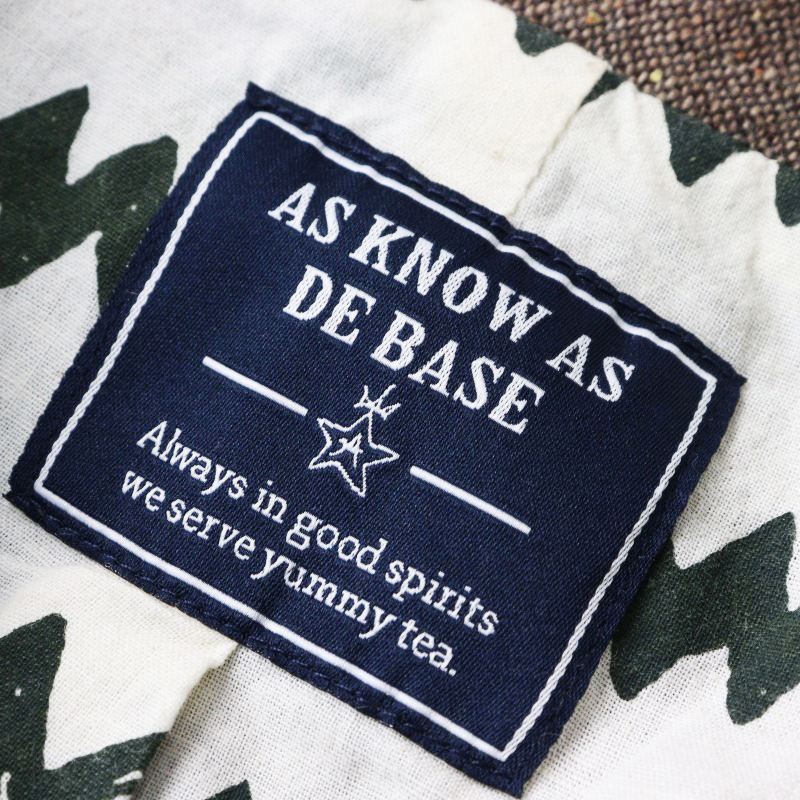 AS KNOW AS
DE BASE
A
Always in good spirits
we serve yummy tea.